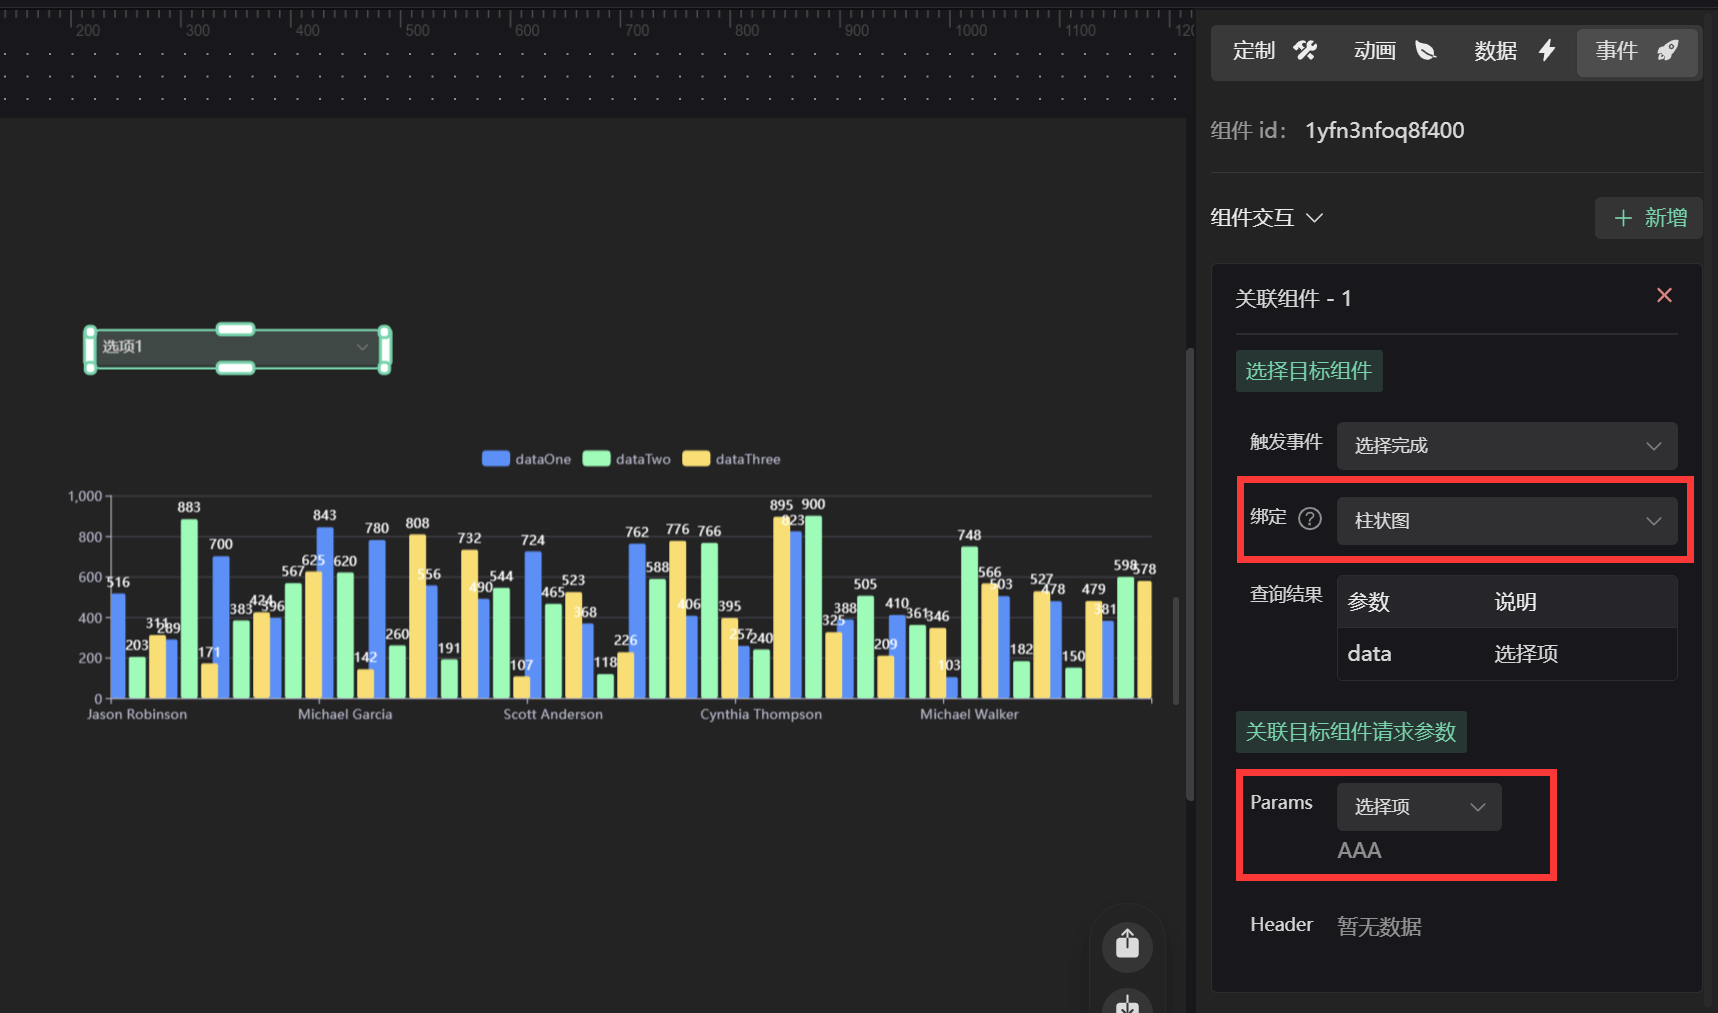 200 300 400 500 600 700 800 900 1000 1100
定制 动画 数据 事件
组件 id： 1yfn3nfoq8f400
组件交互
+ 新增
关联组件 - 1
选择目标组件
触发事件 选择完成
绑定 ? 柱状图
查询结果 参数 说明
data 选择项
关联目标组件请求参数
Params 选择项
AAA
Header 暂无数据
选项1
dataOne dataTwo dataThree
1,000
800
600
400
200
0
516 203 311 289 883 171 700 383 424 396 567 625 843 620 142 780 260 808 556 191 732 490 544 107 724 465 523 368 118 226 762 588 776 406 766 395 257 240 895 823 900 325 388 505 209 410 361 346 103 748 566 503 182 527 478 150 479 381 598 578
Jason Robinson Michael Garcia Scott Anderson Cynthia Thompson Michael Walker